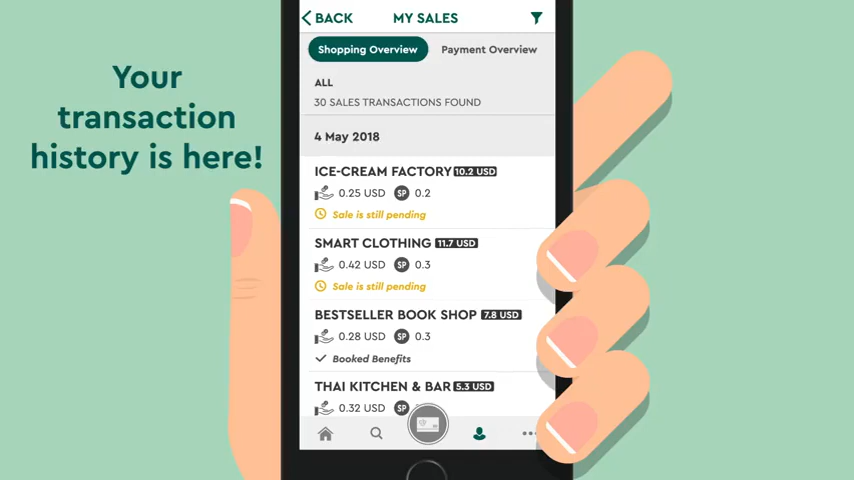 BACK
MY SALES
Shopping Overview
Payment Overview
Your
transaction
history is here!
ALL
30 SALES TRANSACTIONS FOUND
4 May 2018
ICE-CREAM FACTORY 10.2 USD
0.25 USD SP 0.2
Sale is still pending
SMART CLOTHING 11.7 USD
0.42 USD SP 0.3
Sale is still pending
BESTSELLER BOOK SHOP 7.8 USD
0.28 USD SP 0.3
Booked Benefits
THAI KITCHEN & BAR 5.3 USD
0.32 USD SP